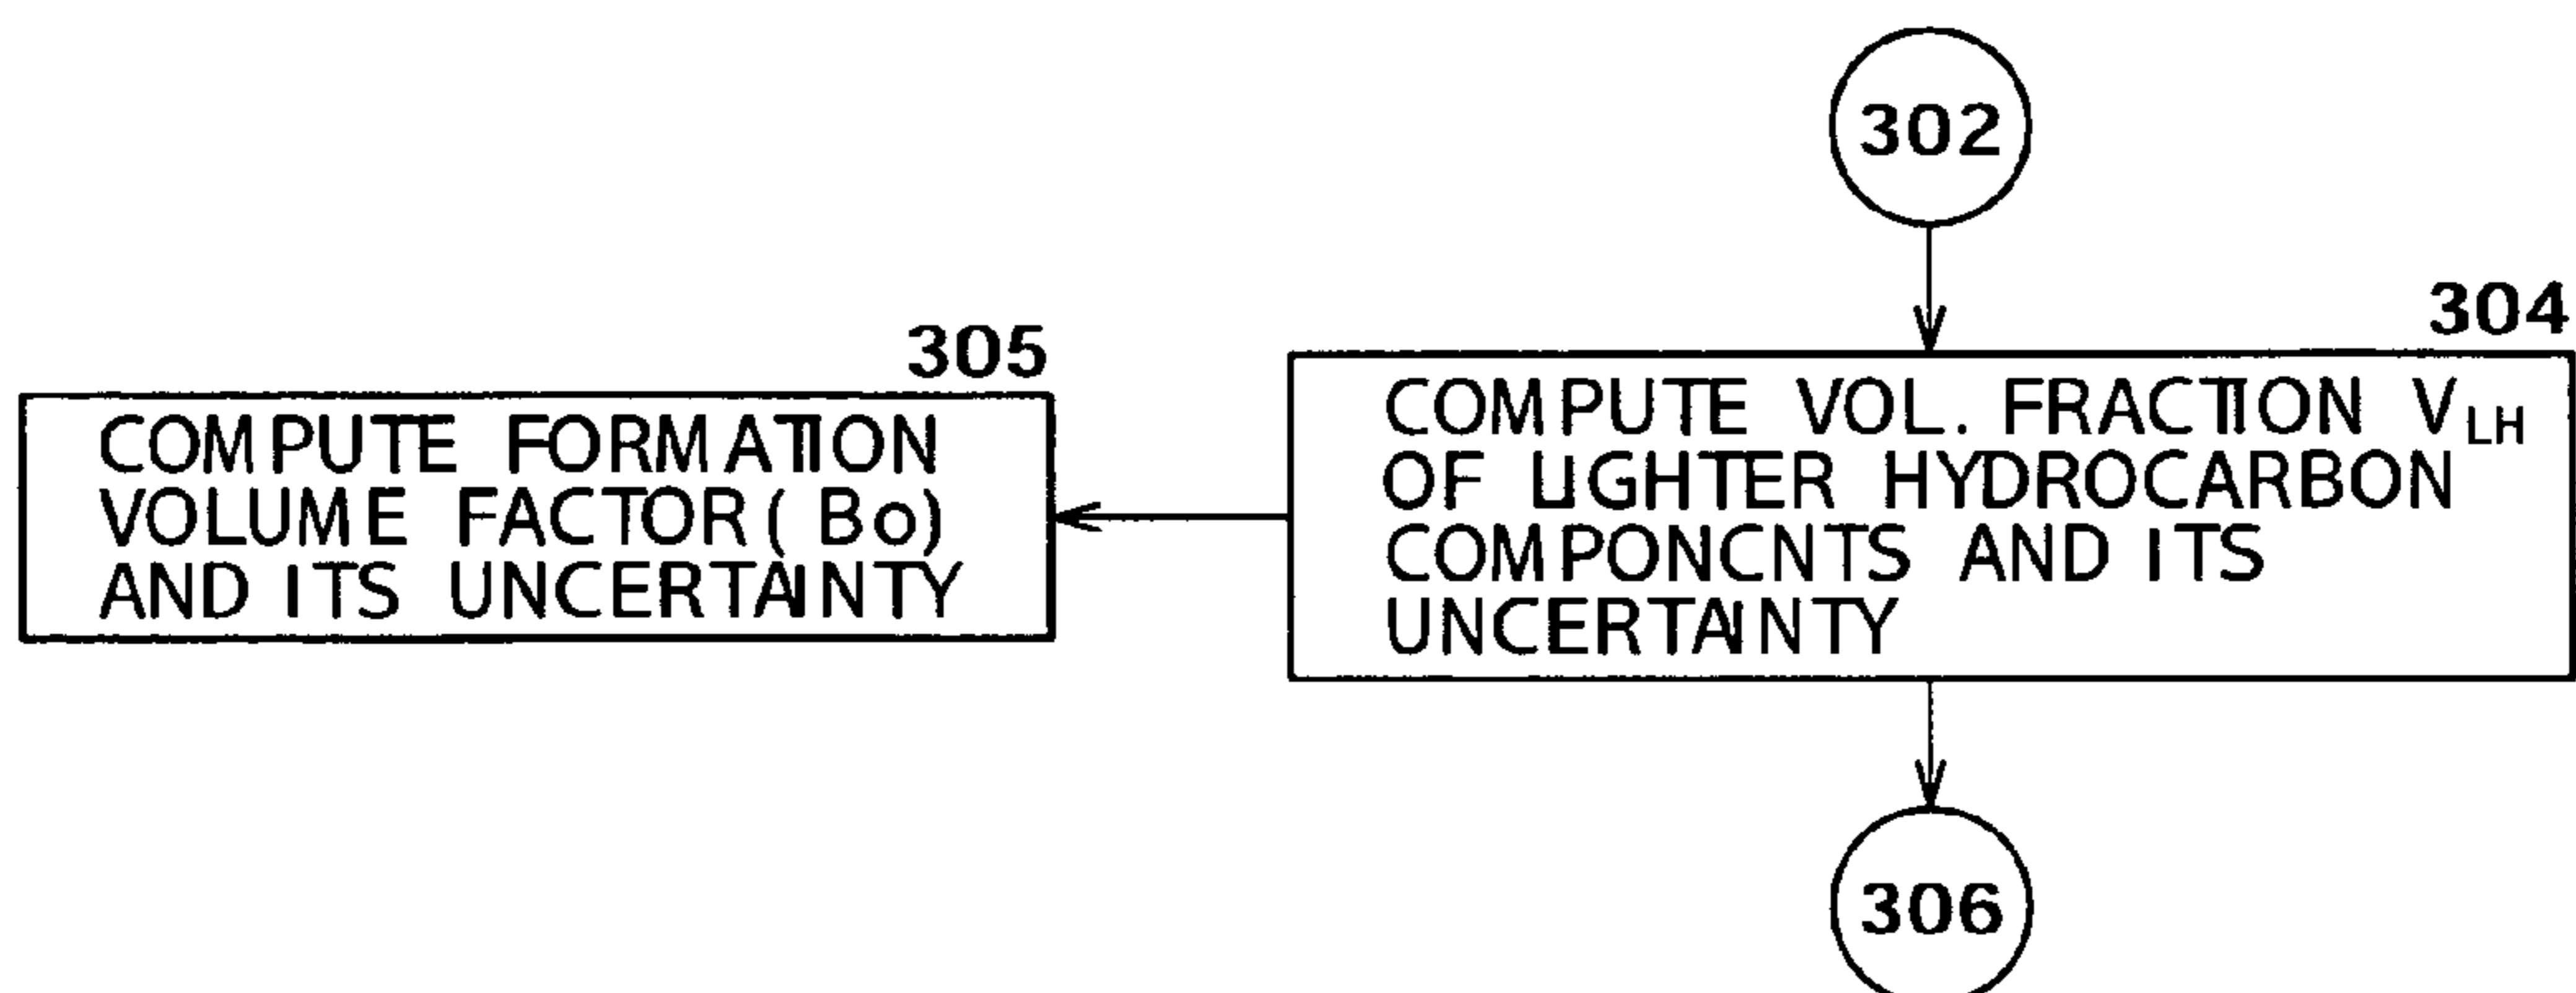 302
304
COMPUTE VOL. FRACTION V_LH
OF LIGHTER HYDROCARBON
COMPONCNTS AND ITS
UNCERTAINTY
305
COMPUTE FORMATION
VOLUME FACTOR( Bo)
AND ITS UNCERTAINTY
306